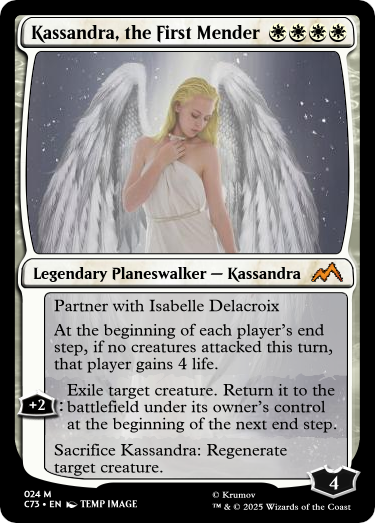 Kassandra, the First Mender
Legendary Planeswalker — Kassandra
Partner with Isabelle Delacroix
At the beginning of each player's end
step, if no creatures attacked this turn,
that player gains 4 life.
+2: Exile target creature. Return it to the
battlefield under its owner's control
at the beginning of the next end step.
Sacrifice Kassandra: Regenerate
target creature.
4
024 M
C73 • EN TEMP IMAGE
© Krumov
™ & © 2025 Wizards of the Coast